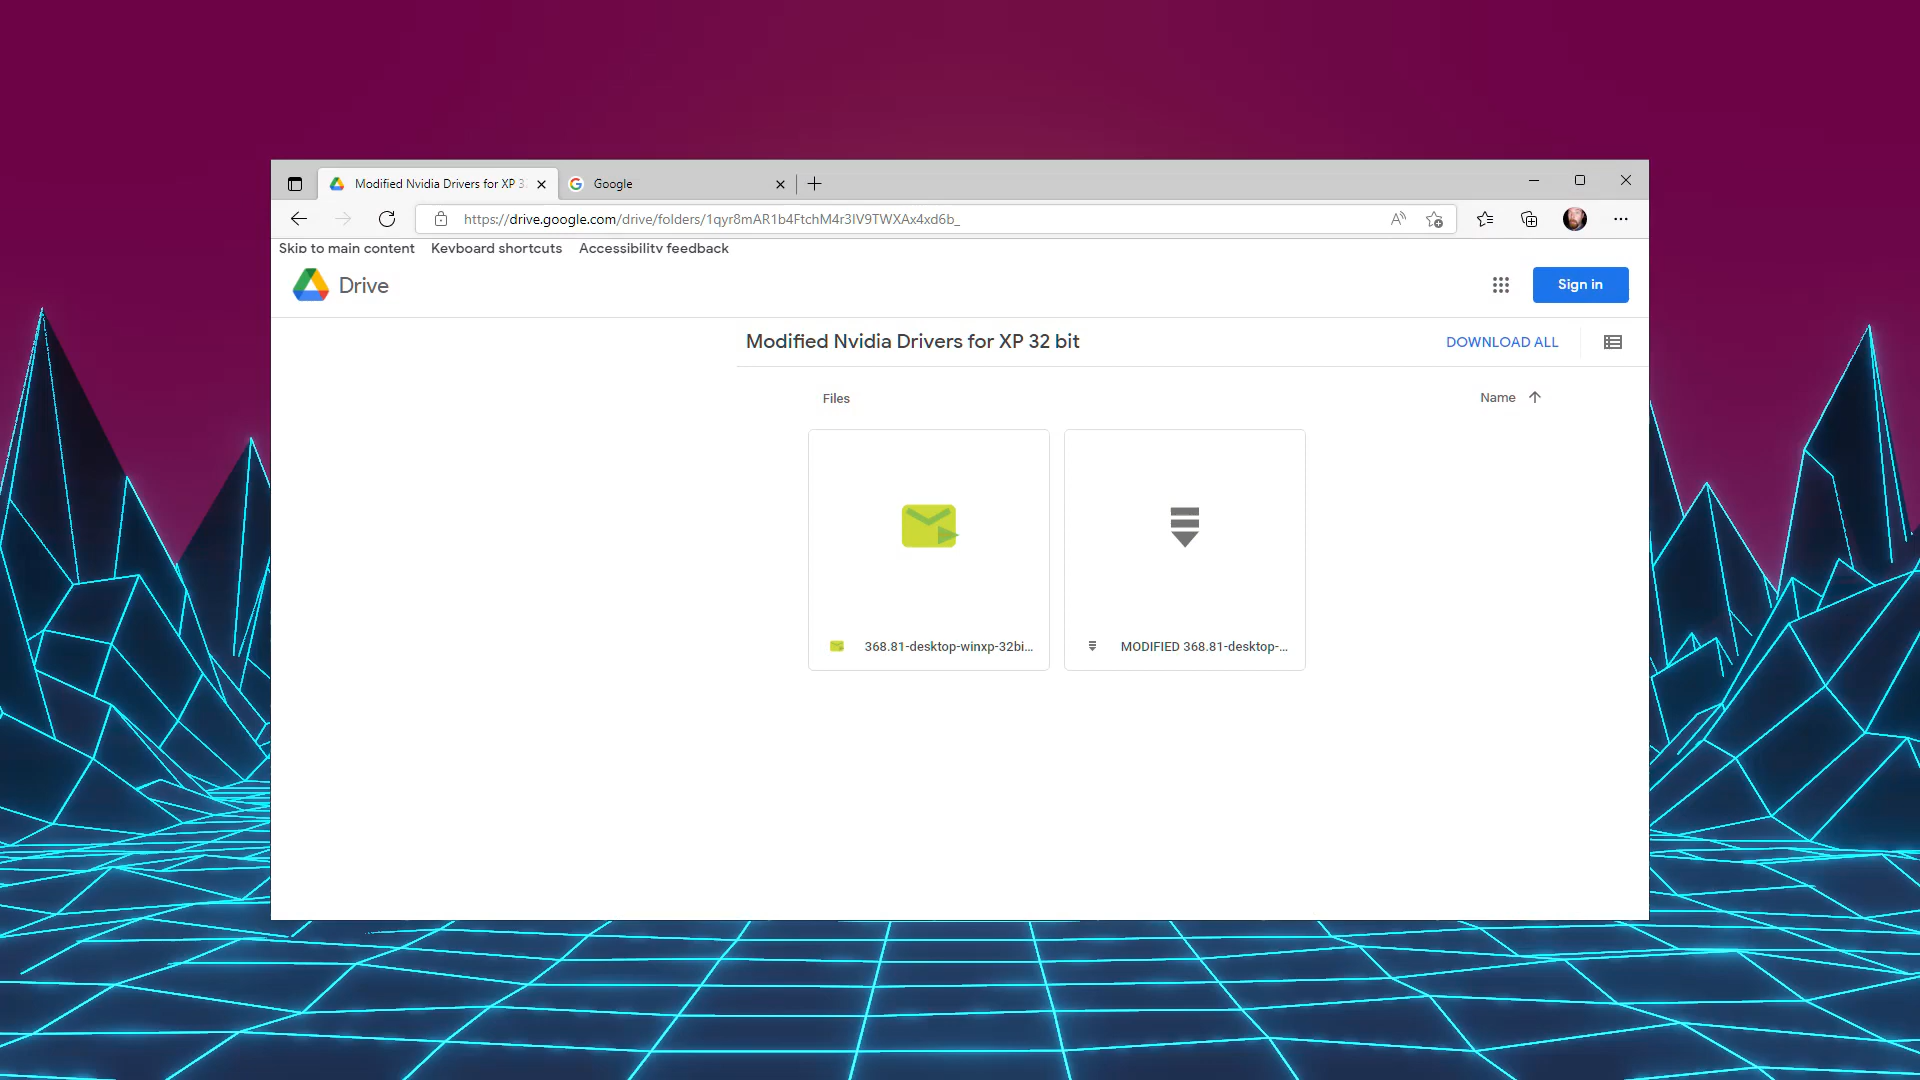 Modified Nvidia Drivers for XP 3
Google
https://drive.google.com/drive/folders/1qyr8mAR1b4FtchM4r3IV9TWXAx4xd6b_
Skip to main content Keyboard shortcuts Accessibility feedback
Drive
Sign in
Modified Nvidia Drivers for XP 32 bit
DOWNLOAD ALL
Files
Name
368.81-desktop-winxp-32bi...
MODIFIED 368.81-desktop-...